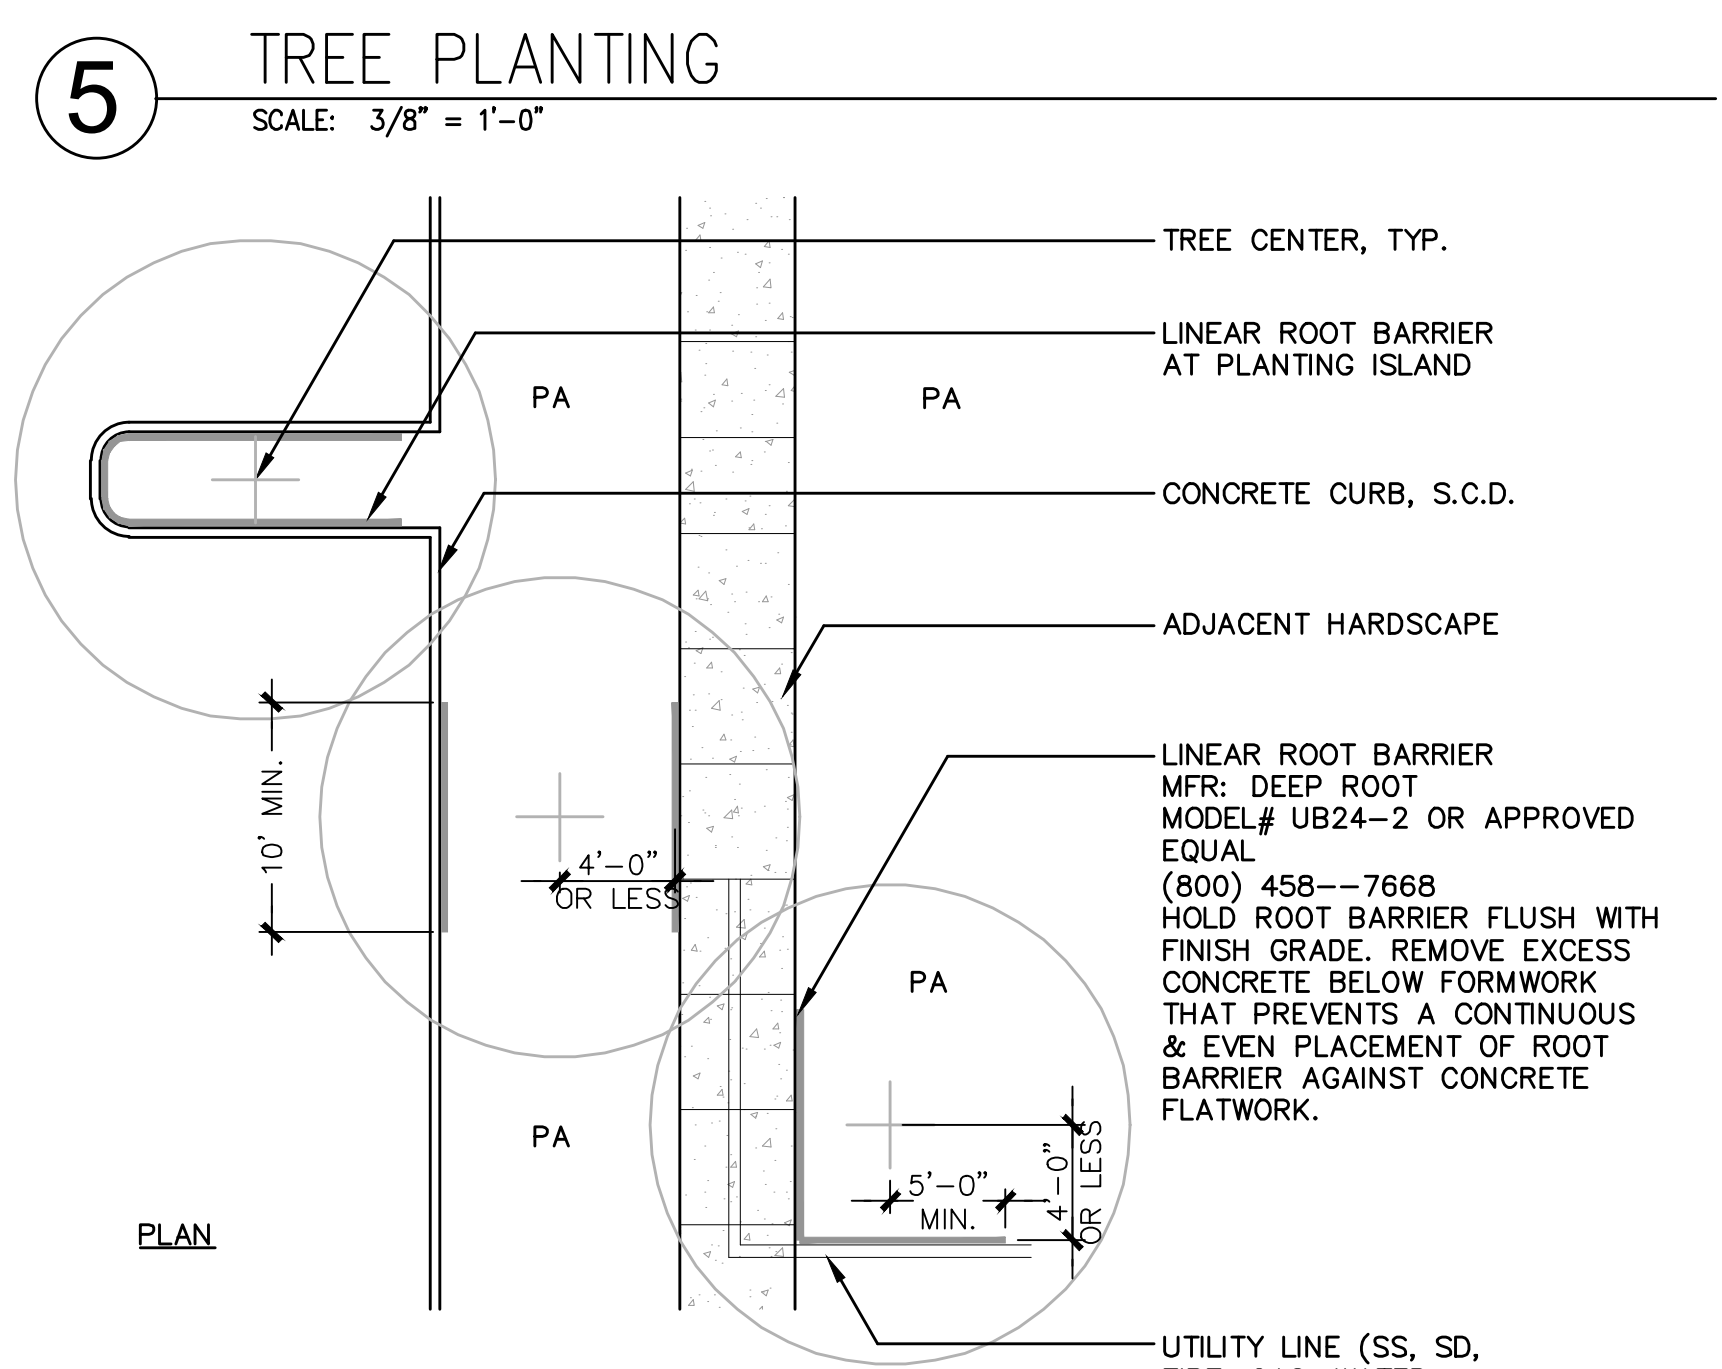 5
TREE PLANTING
SCALE: 3/8" = 1'-0"
TREE CENTER, TYP.
LINEAR ROOT BARRIER
AT PLANTING ISLAND
PA
PA
CONCRETE CURB, S.C.D.
ADJACENT HARDSCAPE
LINEAR ROOT BARRIER
MFR: DEEP ROOT
MODEL# UB24-2 OR APPROVED
EQUAL
(800) 458--7668
HOLD ROOT BARRIER FLUSH WITH
FINISH GRADE. REMOVE EXCESS
CONCRETE BELOW FORMWORK
THAT PREVENTS A CONTINUOUS
& EVEN PLACEMENT OF ROOT
BARRIER AGAINST CONCRETE
FLATWORK.
10' MIN.
4'-0"
OR LESS
PA
PA
5'-0"
MIN.
4'-0"
OR LESS
PLAN
UTILITY LINE (SS, SD,